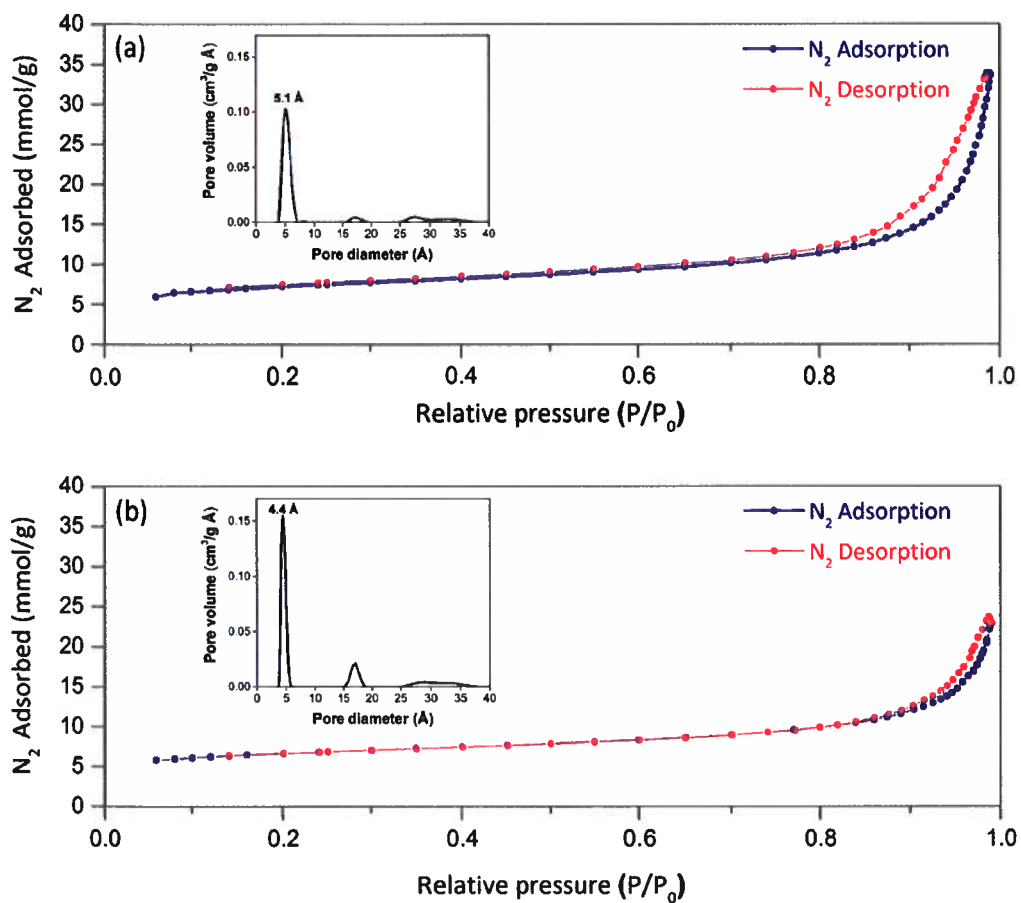 (a)
N₂ Adsorption
N₂ Desorption
N₂ Adsorbed (mmol/g)
40
35
30
25
20
15
10
5
0
0.0 0.2 0.4 0.6 0.8 1.0
Relative pressure (P/P₀)
Pore volume (cm³/g Å)
0.15
0.10
0.05
0.00
5.1 Å
0 5 10 15 20 25 30 35 40
Pore diameter (Å)
(b)
N₂ Adsorption
N₂ Desorption
N₂ Adsorbed (mmol/g)
40
35
30
25
20
15
10
5
0
0.0 0.2 0.4 0.6 0.8 1.0
Relative pressure (P/P₀)
Pore volume (cm³/g Å)
0.15
0.10
0.05
0.00
4.4 Å
0 5 10 15 20 25 30 35 40
Pore diameter (Å)